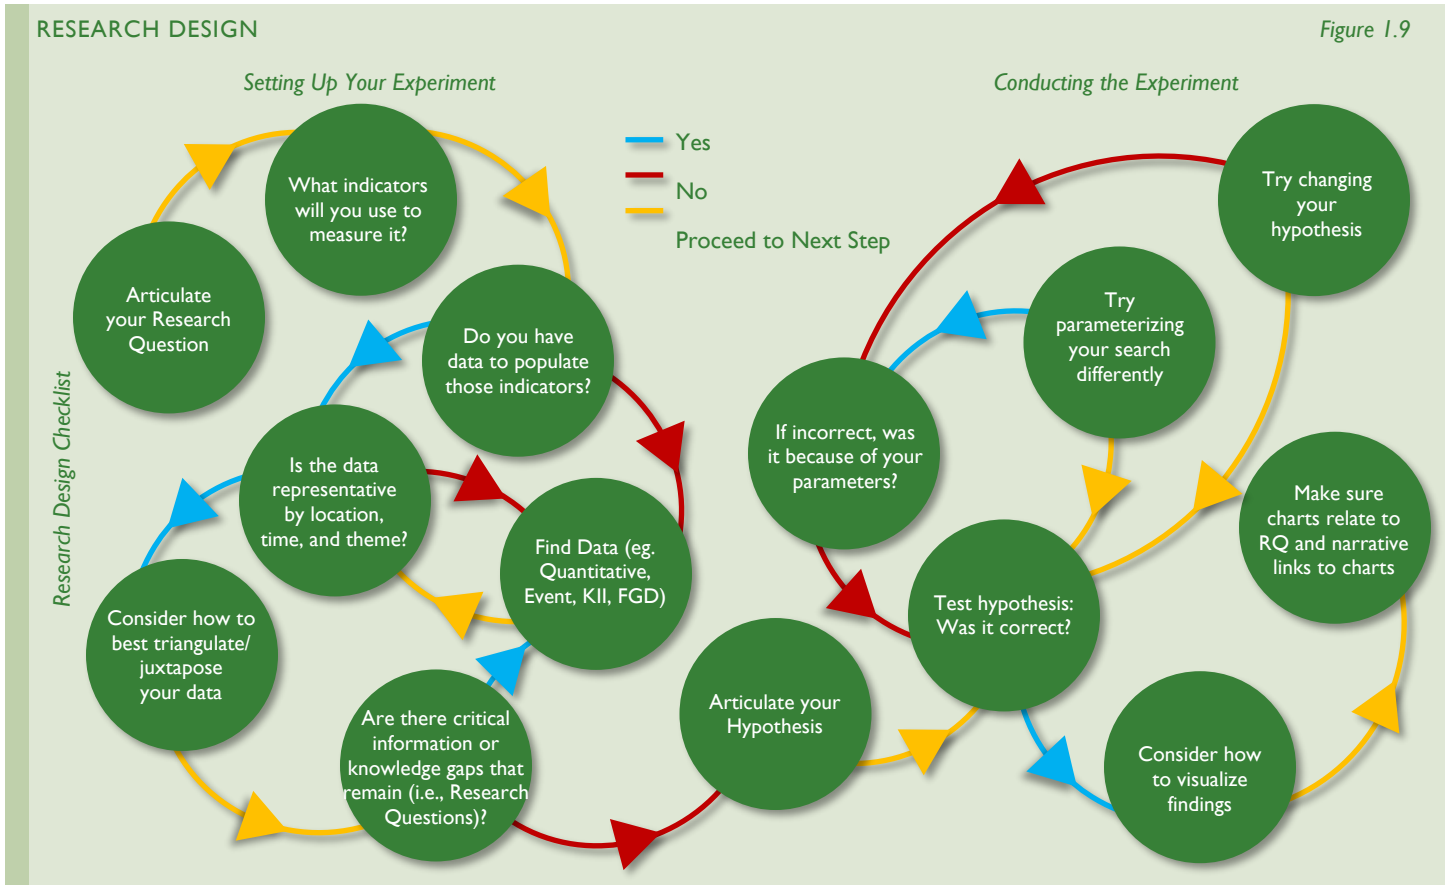 RESEARCH DESIGN
Figure 1.9
Setting Up Your Experiment
Conducting the Experiment
Yes
No
Proceed to Next Step
Research Design Checklist
Articulate
your Research
Question
What indicators
will you use to
measure it?
Do you have
data to populate
those indicators?
Is the data
representative
by location,
time, and theme?
Find Data (eg.
Quantitative,
Event, KII, FGD)
Consider how to
best triangulate/
juxtapose
your data
Are there critical
information or
knowledge gaps that
remain (i.e., Research
Questions)?
Articulate your
Hypothesis
Test hypothesis:
Was it correct?
If incorrect, was
it because of your
parameters?
Try
parameterizing
your search
differently
Try changing
your
hypothesis
Consider how
to visualize
findings
Make sure
charts relate to
RQ and narrative
links to charts